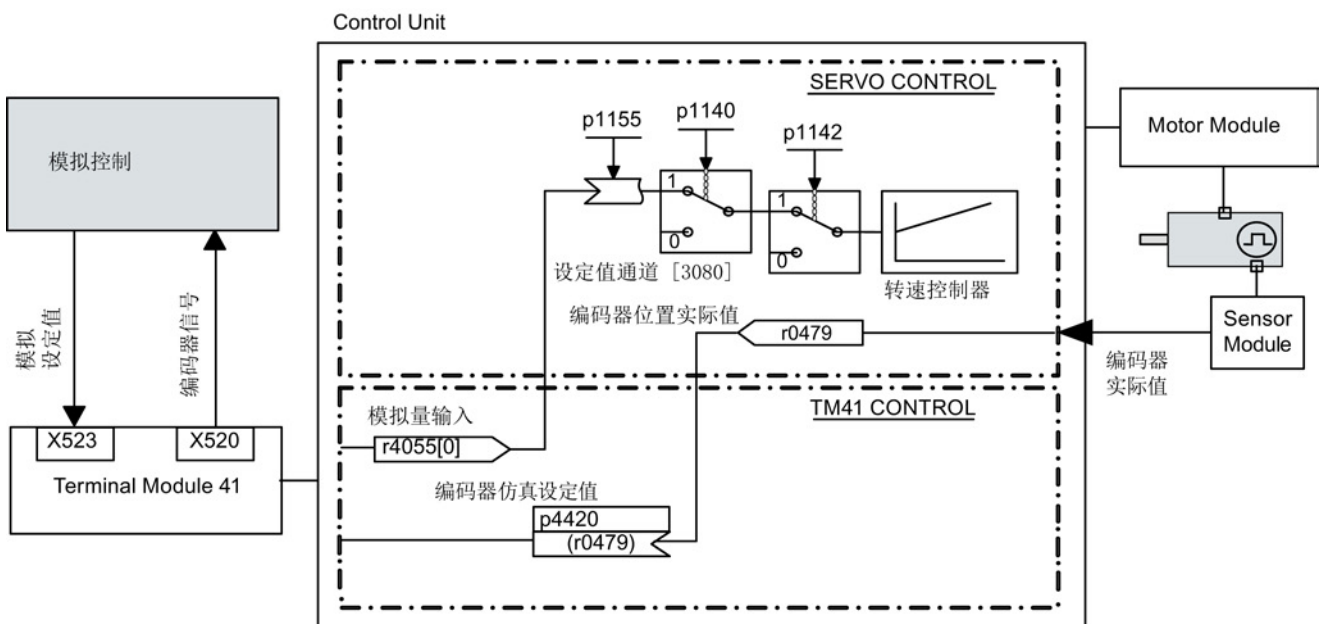 Control Unit
SERVO CONTROL
模拟控制
p1155
p1140
p1142
Motor Module
1
0
1
0
设定值通道 [3080]
转速控制器
编码器位置实际值
r0479
Sensor
Module
编码器
实际值
模拟
设定值
编码器信号
X523
X520
Terminal Module 41
TM41 CONTROL
模拟量输入
r4055[0]
编码器仿真设定值
p4420
(r0479)